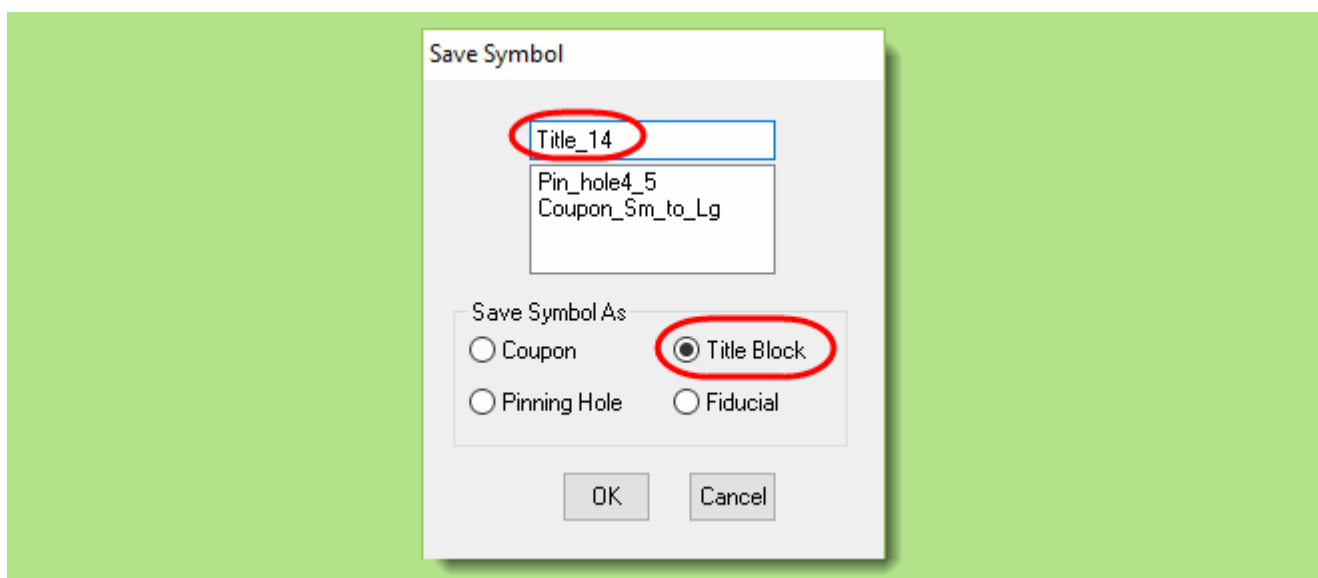 Save Symbol
Title_14
Pin_hole4_5
Coupon_Sm_to_Lg
Save Symbol As
Coupon
Title Block
Pinning Hole
Fiducial
OK
Cancel